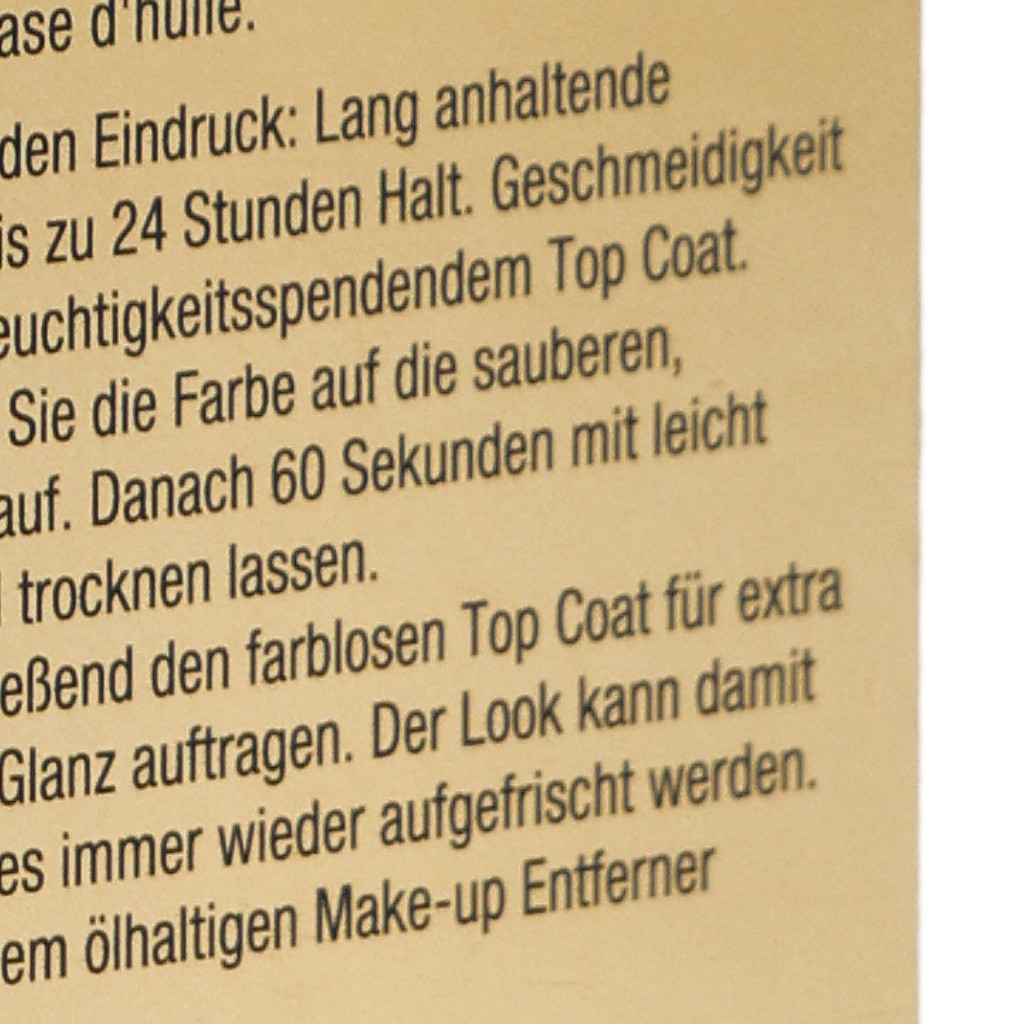 ase d'huile.
den Eindruck: Lang anhaltende
is zu 24 Stunden Halt. Geschmeidigkeit
euchtigkeitsspendendem Top Coat.
Sie die Farbe auf die sauberen,
auf. Danach 60 Sekunden mit leicht
trocknen lassen.
eßend den farblosen Top Coat für extra
Glanz auftragen. Der Look kann damit
es immer wieder aufgefrischt werden.
em ölhaltigen Make-up Entferner